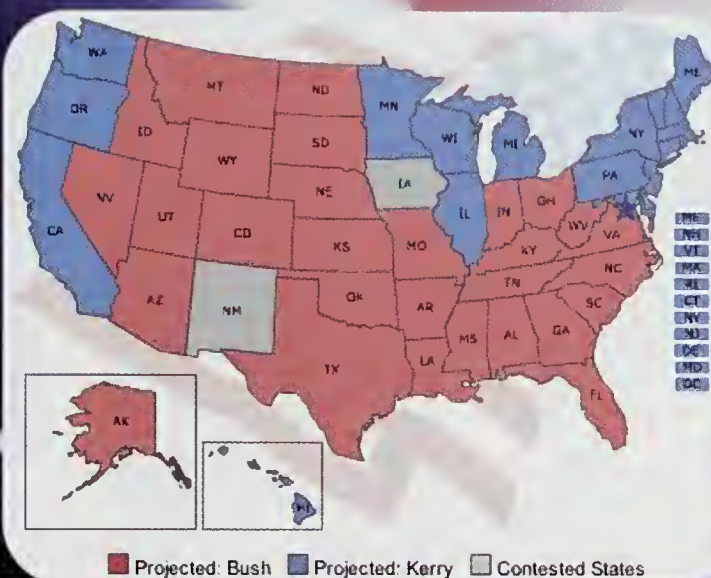 WA
MT
ND
MN
ME
OR
ID
SD
WI
MI
NY
WY
IA
PA
NV
NE
UT
IL
IN
OH
CA
CO
WV
VA
KS
MO
KY
NC
AZ
NM
OK
TN
AR
SC
MS
AL
GA
TX
LA
FL
AK
HI
ME
NH
VT
MA
RI
CT
NY
NJ
DE
MD
DC
Projected: Bush Projected: Kerry Contested States